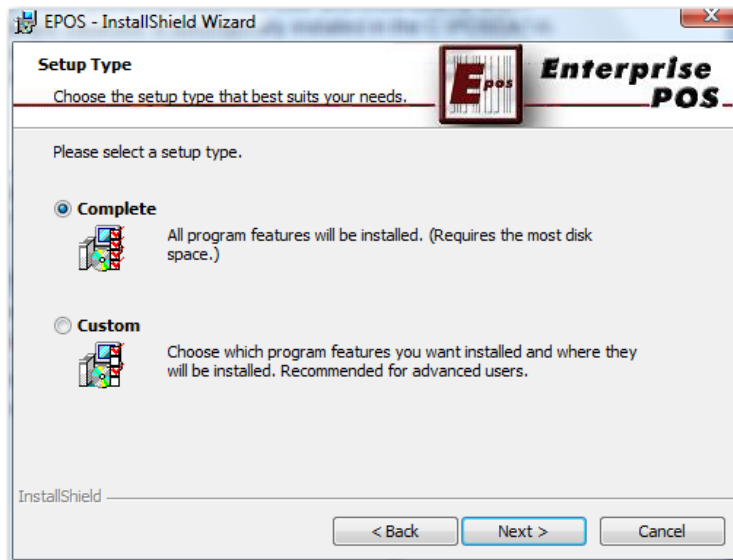 EPOS - InstallShield Wizard
Setup Type
Choose the setup type that best suits your needs.
Epos
Enterprise
POS
Please select a setup type.
Complete
All program features will be installed. (Requires the most disk
space.)
Custom
Choose which program features you want installed and where they
will be installed. Recommended for advanced users.
InstallShield
< Back
Next >
Cancel